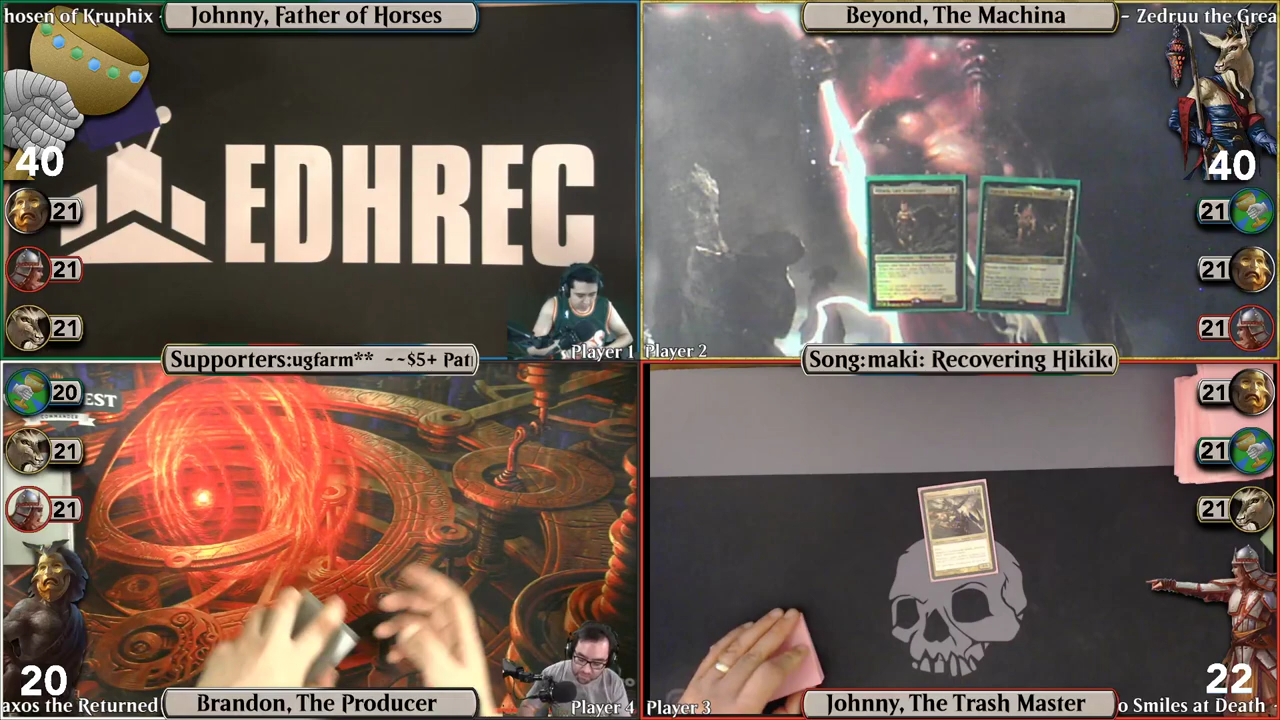 hosen of Kruphix -
Johnny, Father of Horses
40
21
21
21
EDHREC
Player 1
Supporters:ugfarm** ~~$5+ Pat
Beyond, The Machina
- Zedruu the Grea
40
21
21
21
Player 2
Song:maki: Recovering Hikiko
20
21
21
EST
COMMANDER
20
axos the Returned
Brandon, The Producer
Player 4
21
21
21
22
Player 3
Johnny, The Trash Master
o Smiles at Death -